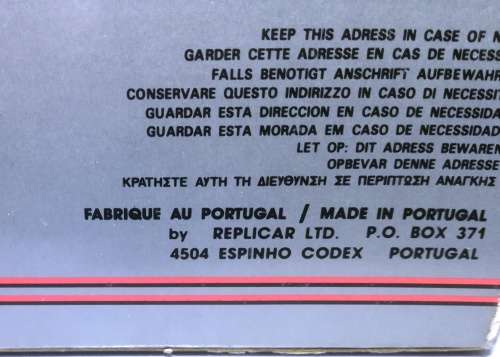 KEEP THIS ADRESS IN CASE OF
GARDER CETTE ADRESSE EN CAS DE
FALLS BENOTIGT ANSCHRIFT
CONSERVARE QUESTO INDIRIZZO IN CASO DI
GUARDAR ESTA DIRECCION EN CASO DE NECESSIDA
GUARDAR ESTA MORADA EM CASO DE NECESSIDAD
LET OP: DIT ADRESS BEWAREN
OPBEVAR DENNE ADRESSE
ΚΡΑΤΗΣΤΕ ΑΥΤΗ ΤΗ ΔΙΕΥΘΥΝΣΗ ΣΕ ΠΕΡΙΠΤΩΣΗ ΑΝΑΓΚΗΣ
FABRIQUE AU PORTUGAL / MADE IN PORTUGAL
by REPLICAR LTD. P.O. BOX 371
4504 ESPINHO CODEX PORTUGAL